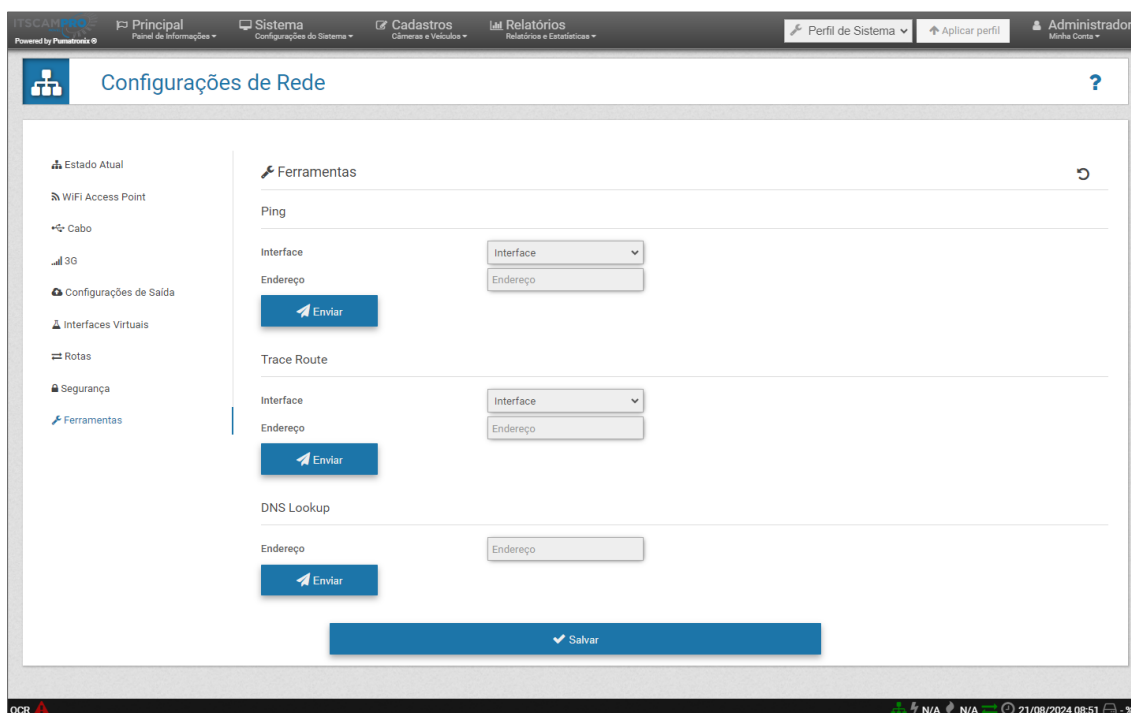 ITSCAMPRO
Powered by Pumatronix ®
Principal
Painel de Informações
Sistema
Configurações do Sistema
Cadastros
Câmeras e Veículos
Relatórios
Relatórios e Estatísticas
Perfil de Sistema
Aplicar perfil
Administrador
Minha Conta
Configurações de Rede
?
Estado Atual
WiFi Access Point
Cabo
3G
Configurações de Saída
Interfaces Virtuais
Rotas
Segurança
Ferramentas
Ferramentas
Ping
Interface
Interface
Endereço
Endereço
Enviar
Trace Route
Interface
Interface
Endereço
Endereço
Enviar
DNS Lookup
Endereço
Endereço
Enviar
Salvar
OCR
N/A N/A 21/08/2024 08:51 - %